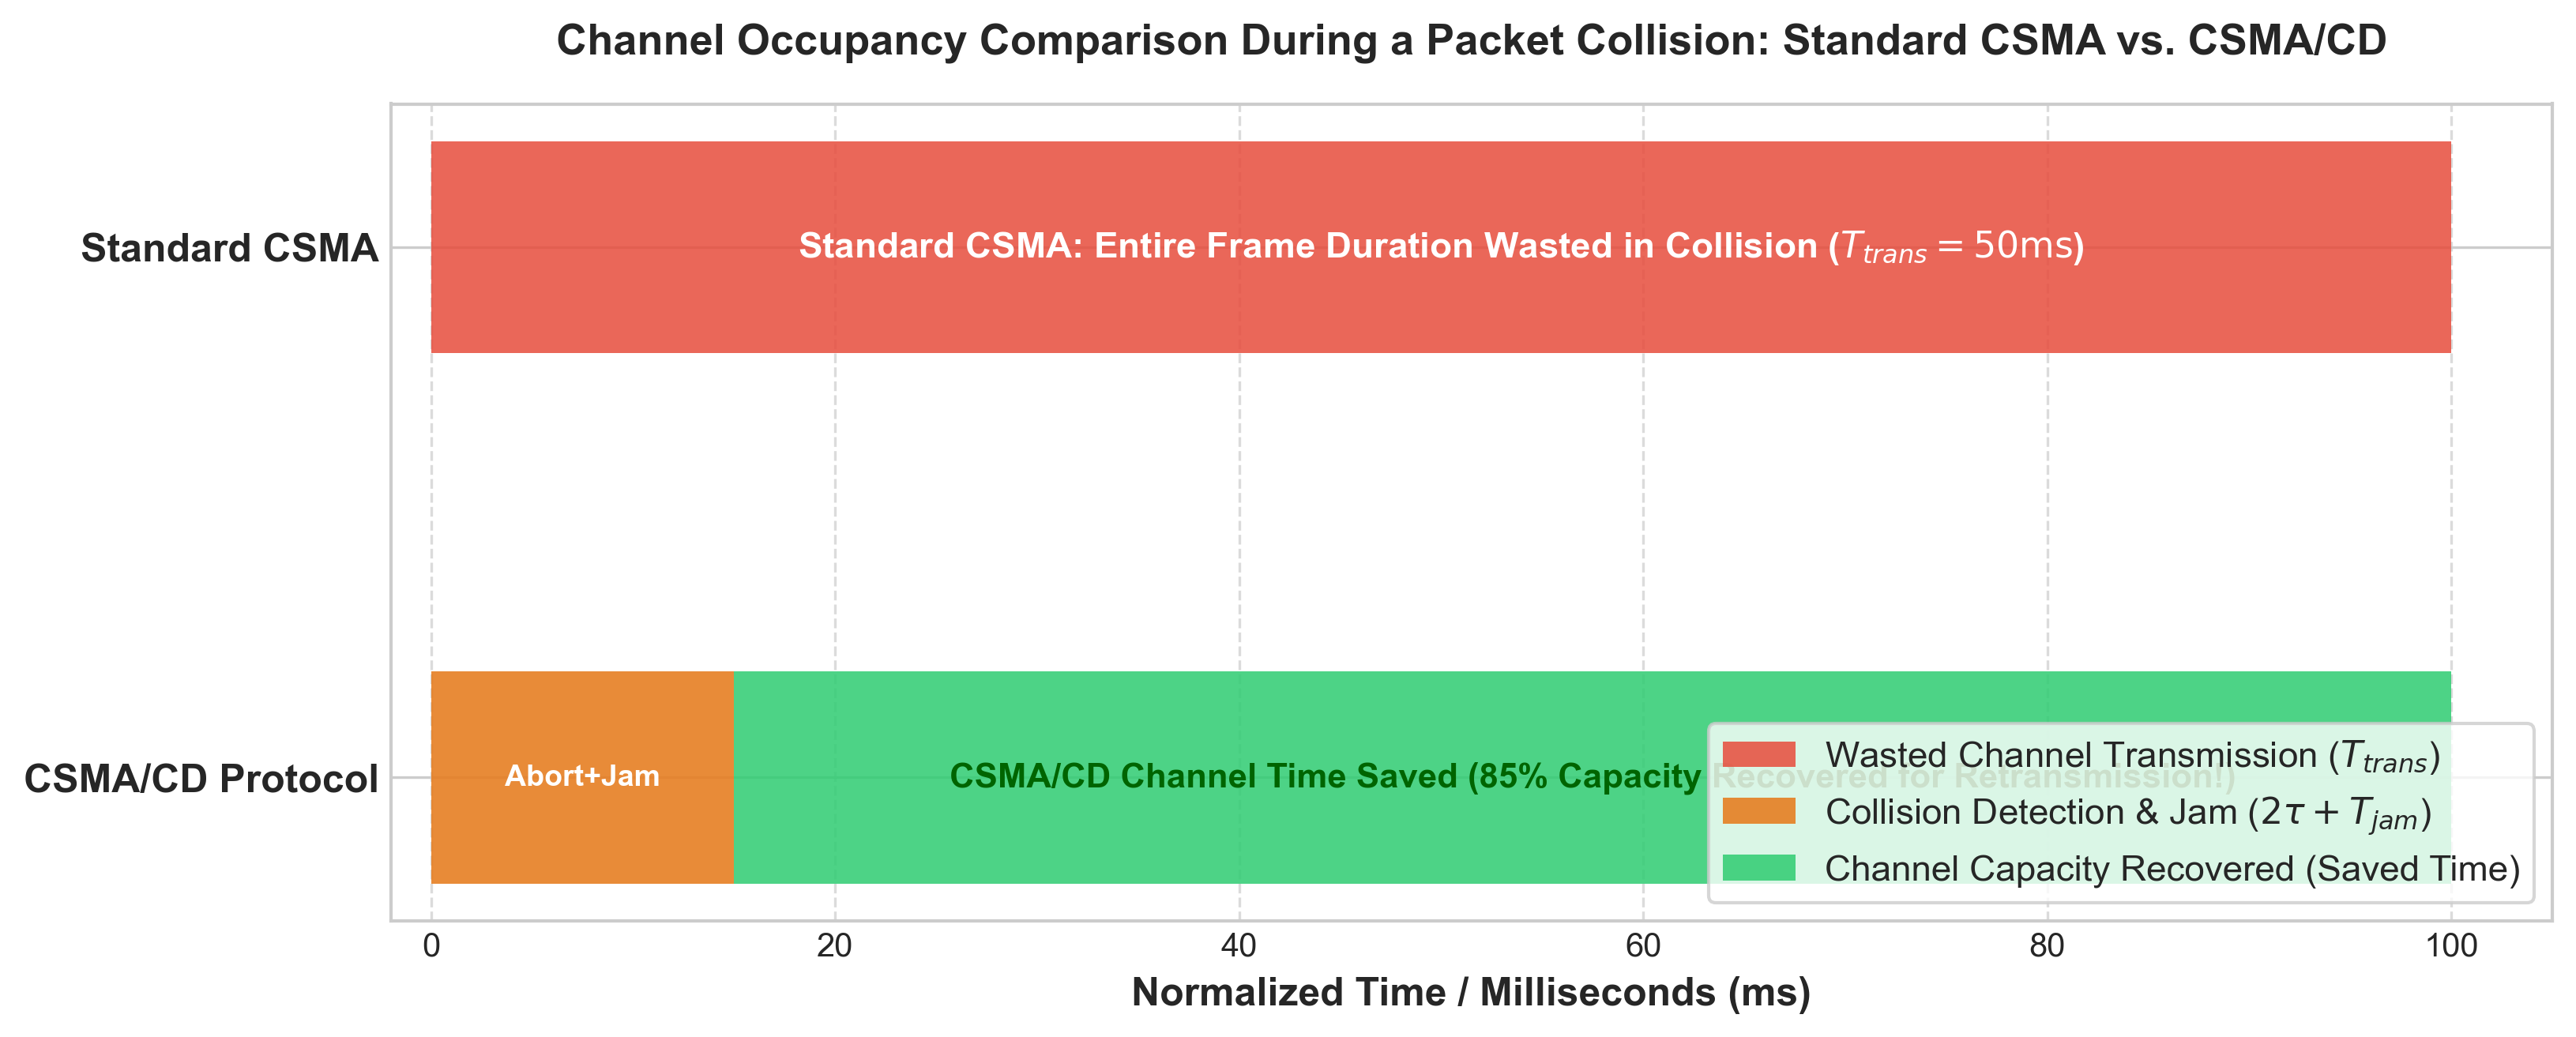 Channel Occupancy Comparison During a Packet Collision: Standard CSMA vs. CSMA/CD
Standard CSMA
Standard CSMA: Entire Frame Duration Wasted in Collision (T_trans = 50ms)
CSMA/CD Protocol
Abort+Jam
CSMA/CD Channel Time Saved (85% Capacity Recovered for Retransmission!)
Wasted Channel Transmission (T_trans)
Collision Detection & Jam (2τ + T_jam)
Channel Capacity Recovered (Saved Time)
0 20 40 60 80 100
Normalized Time / Milliseconds (ms)